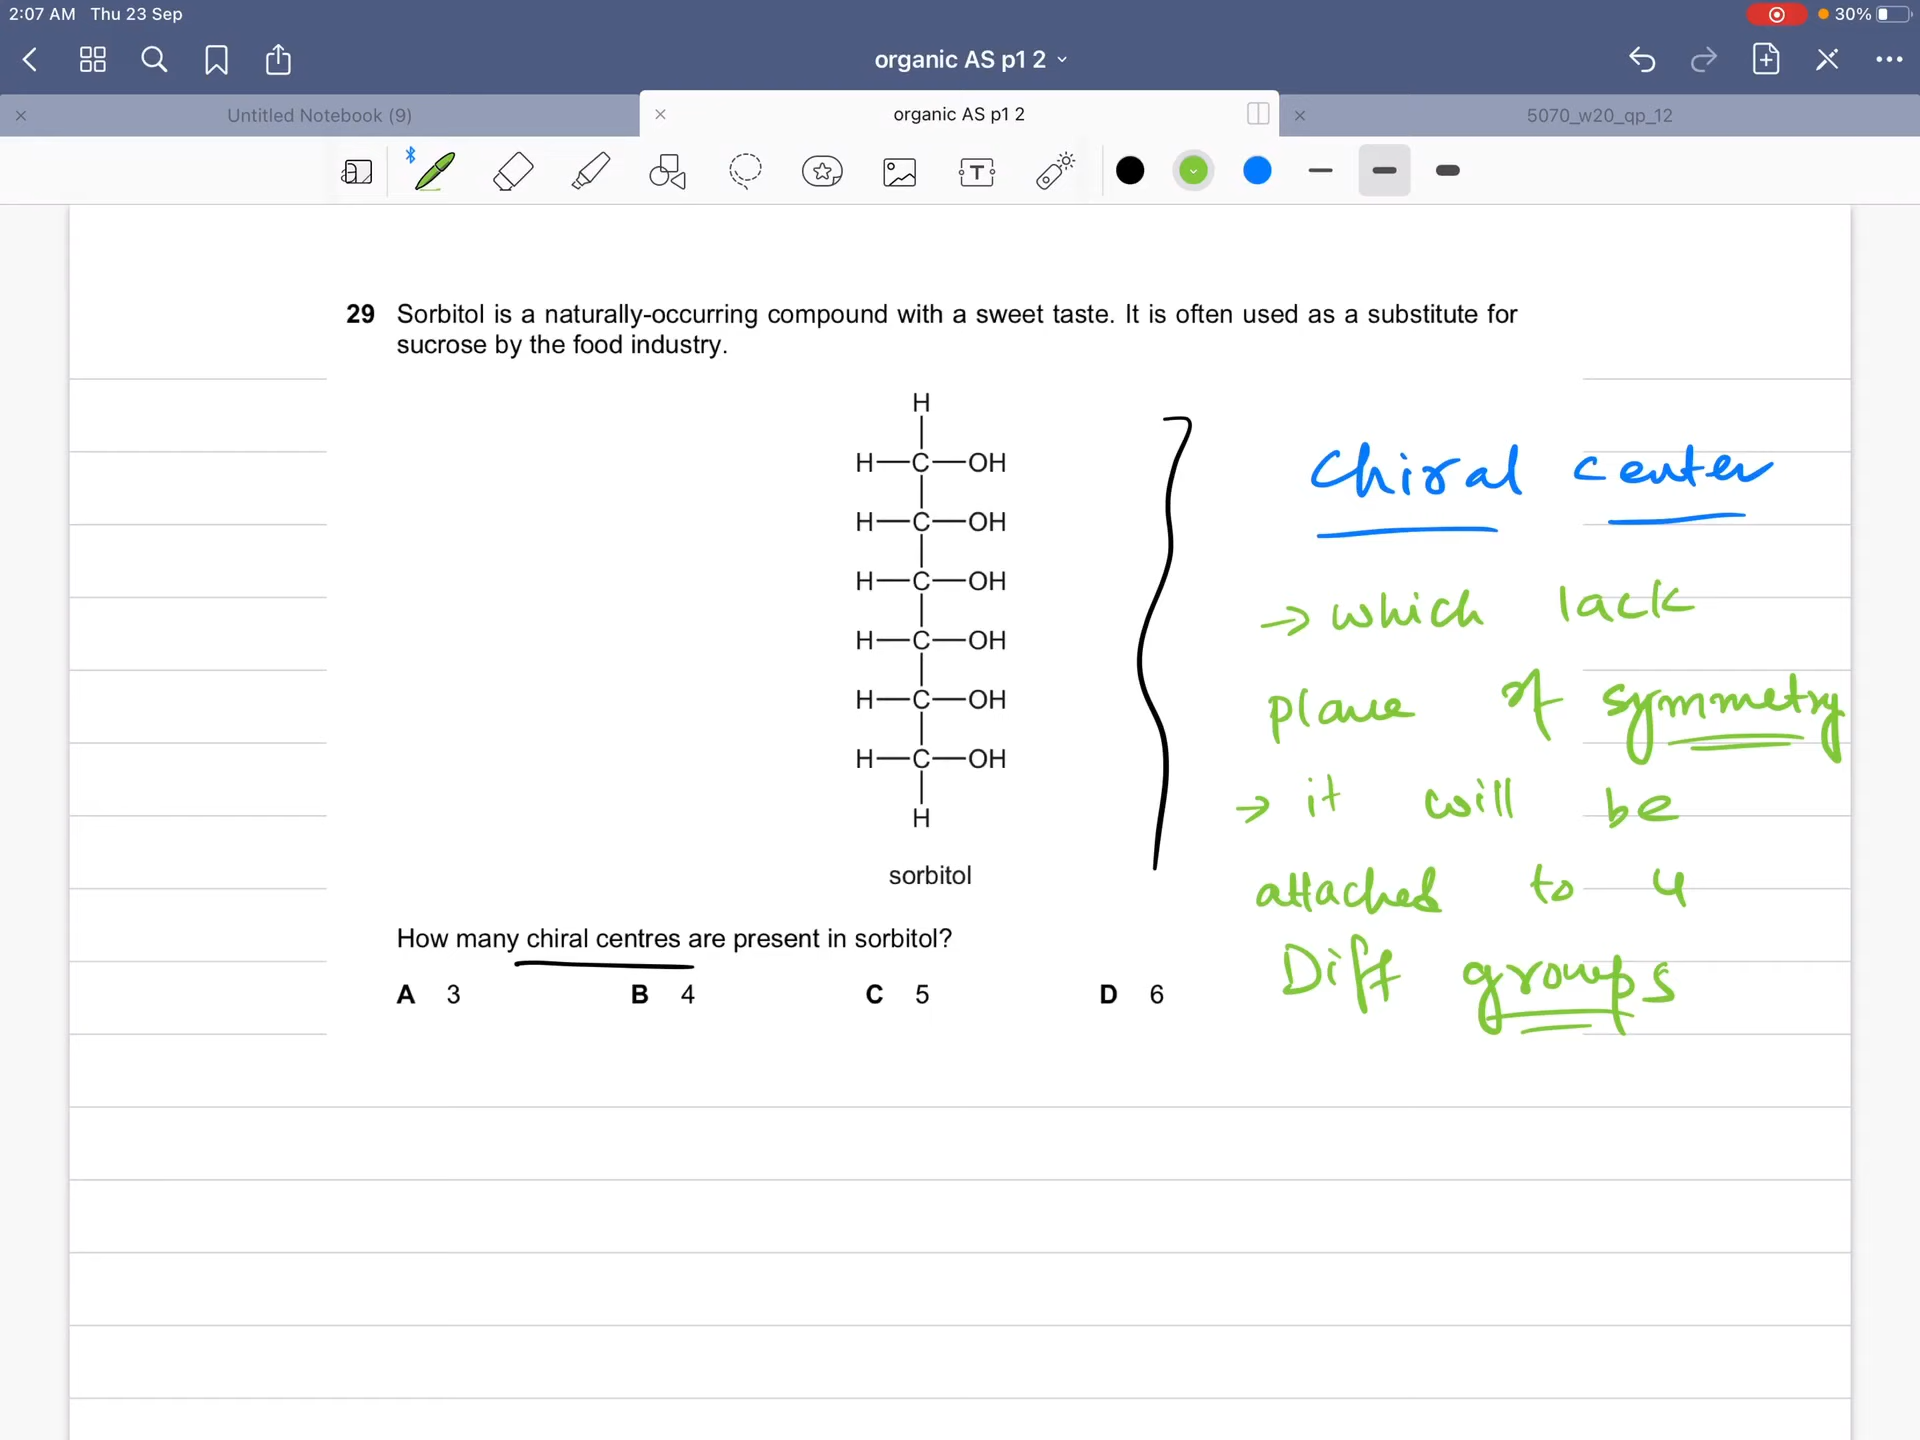 2:07 AM Thu 23 Sep
30%
organic AS p1 2
Untitled Notebook (9)
organic AS p1 2
5070_w20_qp_12
29 Sorbitol is a naturally-occurring compound with a sweet taste. It is often used as a substitute for
sucrose by the food industry.
H
H—C—OH
H—C—OH
H—C—OH
H—C—OH
H—C—OH
H—C—OH
H
sorbitol
How many chiral centres are present in sorbitol?
A 3 B 4 C 5 D 6
Chiral center
→ which lack
plane of symmetry
→ it will be
attached to 4
Diff groups